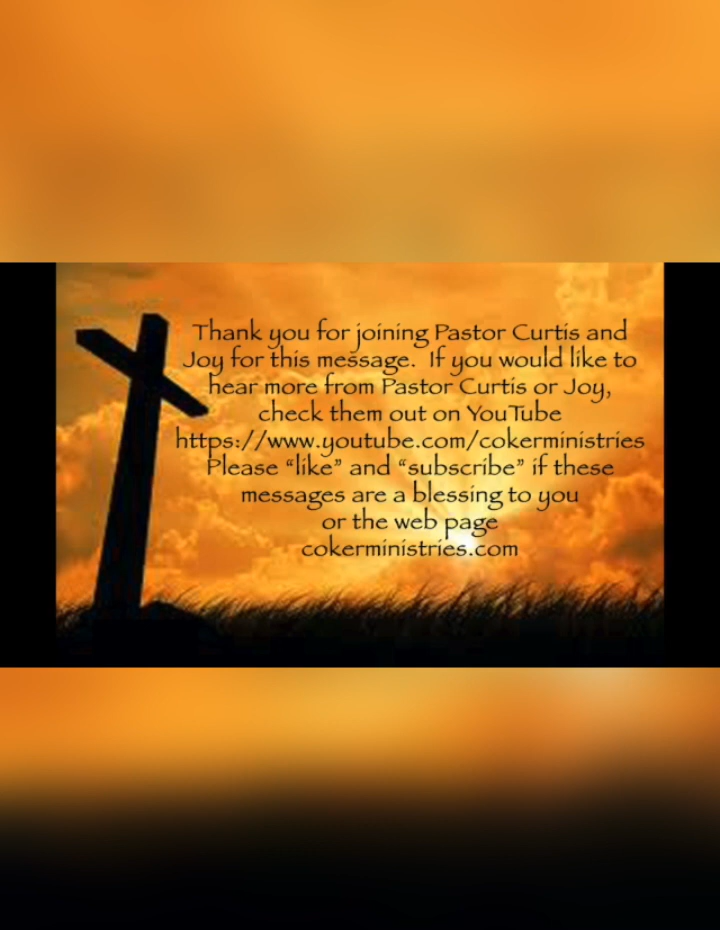 Thank you for joining Pastor Curtis and
Joy for this message.  If you would like to
hear more from Pastor Curtis or Joy,
check them out on YouTube
https://www.youtube.com/cokerministries
Please “like” and “subscribe” if these
messages are a blessing to you
or the web page
cokerministries.com